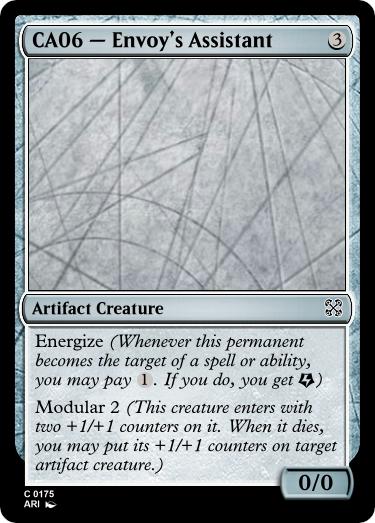 CA06 — Envoy's Assistant 3
Artifact Creature
Energize (Whenever this permanent
becomes the target of a spell or ability,
you may pay 1. If you do, you get )
Modular 2 (This creature enters with
two +1/+1 counters on it. When it dies,
you may put its +1/+1 counters on target
artifact creature.)
0/0
C 0175
ARI